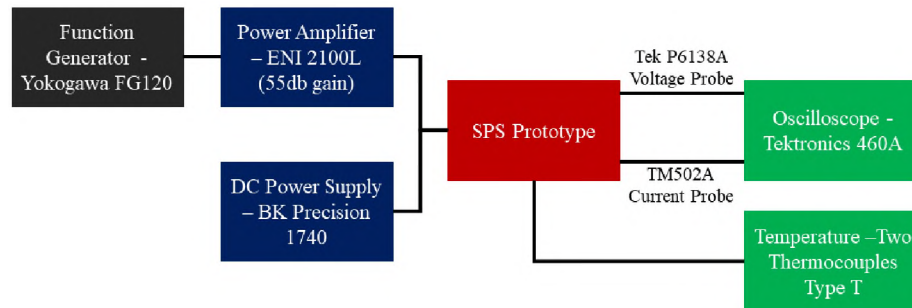 Function
Generator -
Yokogawa FG120
Power Amplifier
– ENI 2100L
(55db gain)
DC Power Supply
– BK Precision
1740
SPS Prototype
Tek P6138A
Voltage Probe
TM502A
Current Probe
Oscilloscope -
Tektronics 460A
Temperature –Two
Thermocouples
Type T